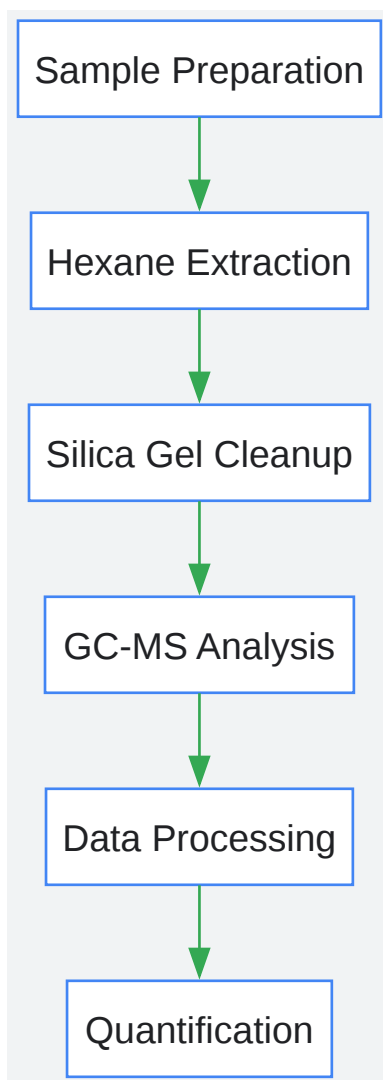 Sample Preparation
Hexane Extraction
Silica Gel Cleanup
GC-MS Analysis
Data Processing
Quantification